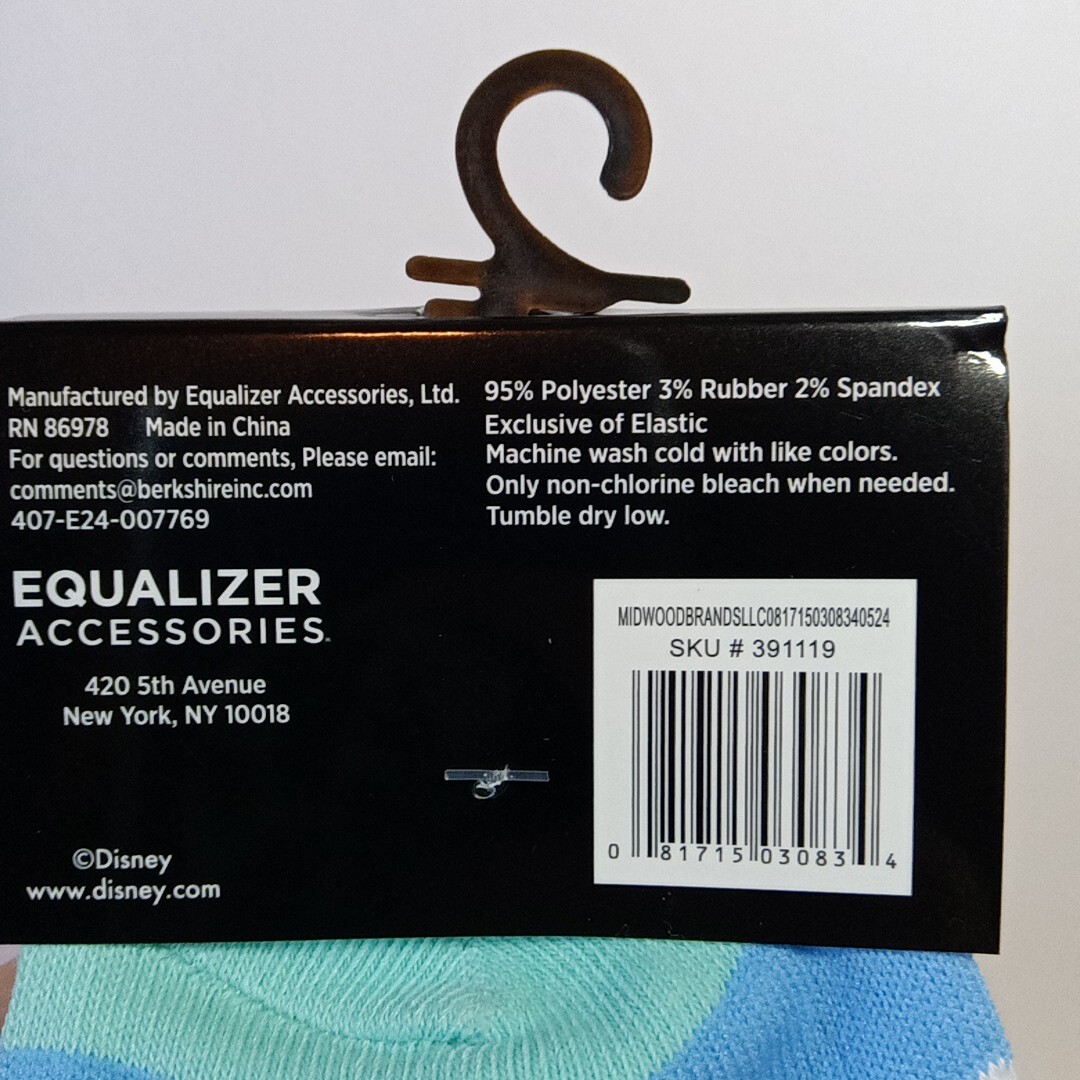 Manufactured by Equalizer Accessories, Ltd.
RN 86978 Made in China
For questions or comments, Please email:
comments@berkshireinc.com
407-E24-007769
EQUALIZER
ACCESSORIES.
420 5th Avenue
New York, NY 10018
©Disney
www.disney.com
95% Polyester 3% Rubber 2% Spandex
Exclusive of Elastic
Machine wash cold with like colors.
Only non-chlorine bleach when needed.
Tumble dry low.
MIDWOODBRANDSLLC0817150308340524
SKU # 391119
0 81715 03083 4